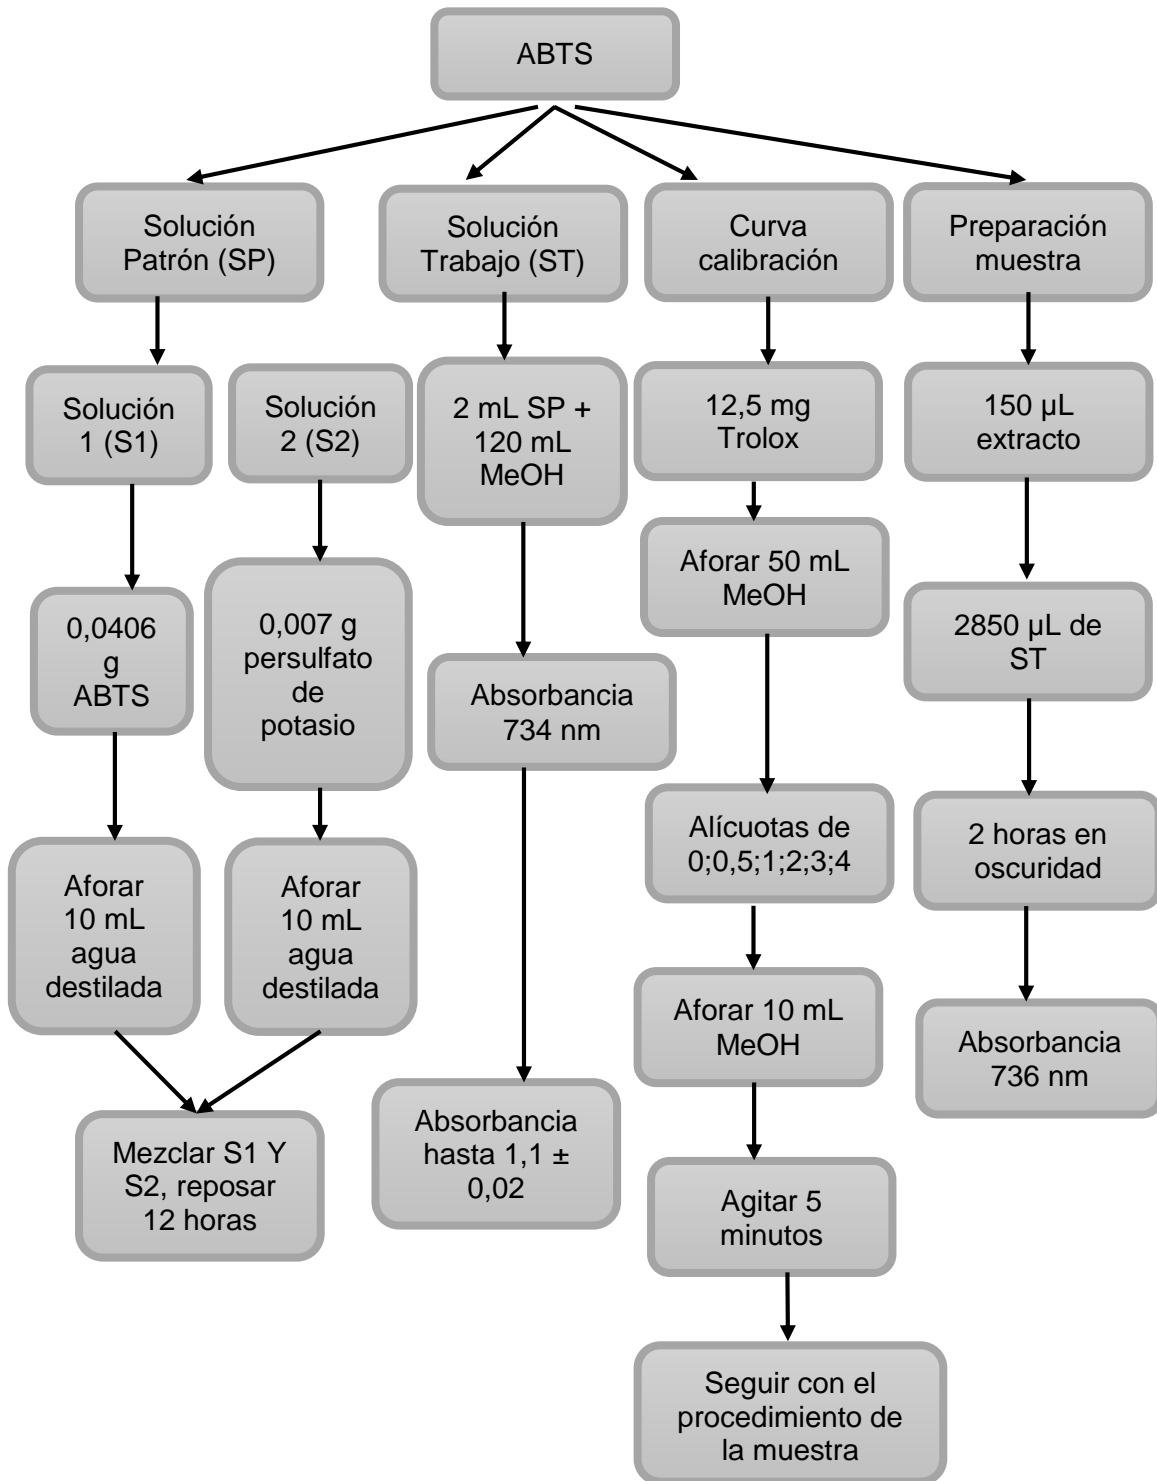 ABTS
Solución
Patrón (SP)
Solución
Trabajo (ST)
Curva
calibración
Preparación
muestra
Solución
1 (S1)
Solución
2 (S2)
2 mL SP +
120 mL
MeOH
12,5 mg
Trolox
150 µL
extracto
0,0406
g
ABTS
0,007 g
persulfato
de
potasio
Absorbancia
734 nm
Aforar 50 mL
MeOH
2850 µL de
ST
Aforar
10 mL
agua
destilada
Aforar
10 mL
agua
destilada
Alícuotas de
0;0,5;1;2;3;4
2 horas en
oscuridad
Mezclar S1 Y
S2, reposar
12 horas
Absorbancia
hasta 1,1 ±
0,02
Aforar 10 mL
MeOH
Absorbancia
736 nm
Agitar 5
minutos
Seguir con el
procedimiento de
la muestra